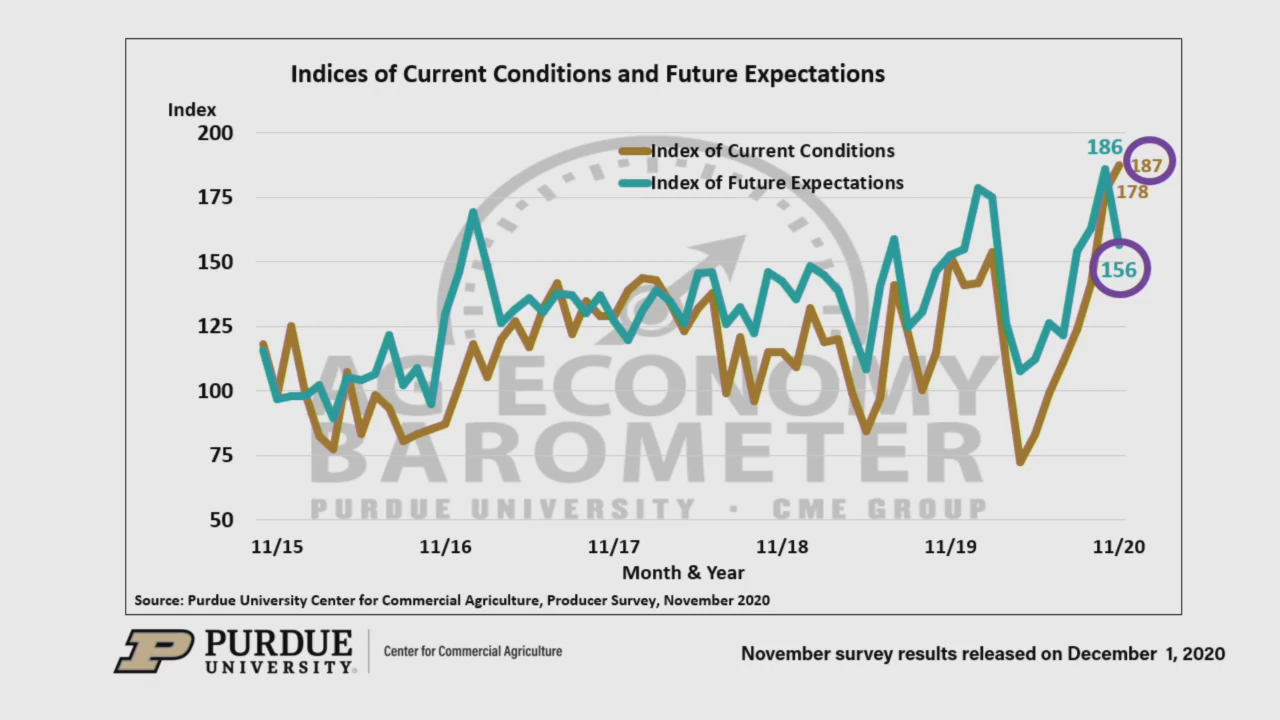 Indices of Current Conditions and Future Expectations
Index
200
175
150
125
100
75
50
Index of Current Conditions
Index of Future Expectations
186
187
178
156
AG ECONOMY
BAROMETER
PURDUE UNIVERSITY · CME GROUP
11/15 11/16 11/17 11/18 11/19 11/20
Month & Year
Source: Purdue University Center for Commercial Agriculture, Producer Survey, November 2020
P PURDUE
UNIVERSITY®
Center for Commercial Agriculture
November survey results released on December 1, 2020